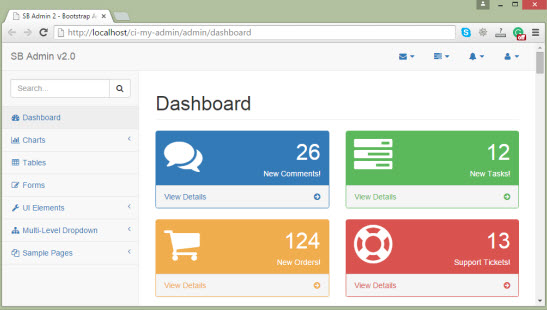 SB Admin 2 - Bootstrap A
http://localhost/ci-my-admin/admin/dashboard
off
SB Admin v2.0
Search...
Dashboard
Charts
Tables
Forms
UI Elements
Multi-Level Dropdown
Sample Pages
Dashboard
26
New Comments!
View Details
12
New Tasks!
View Details
124
New Orders!
View Details
13
Support Tickets!
View Details